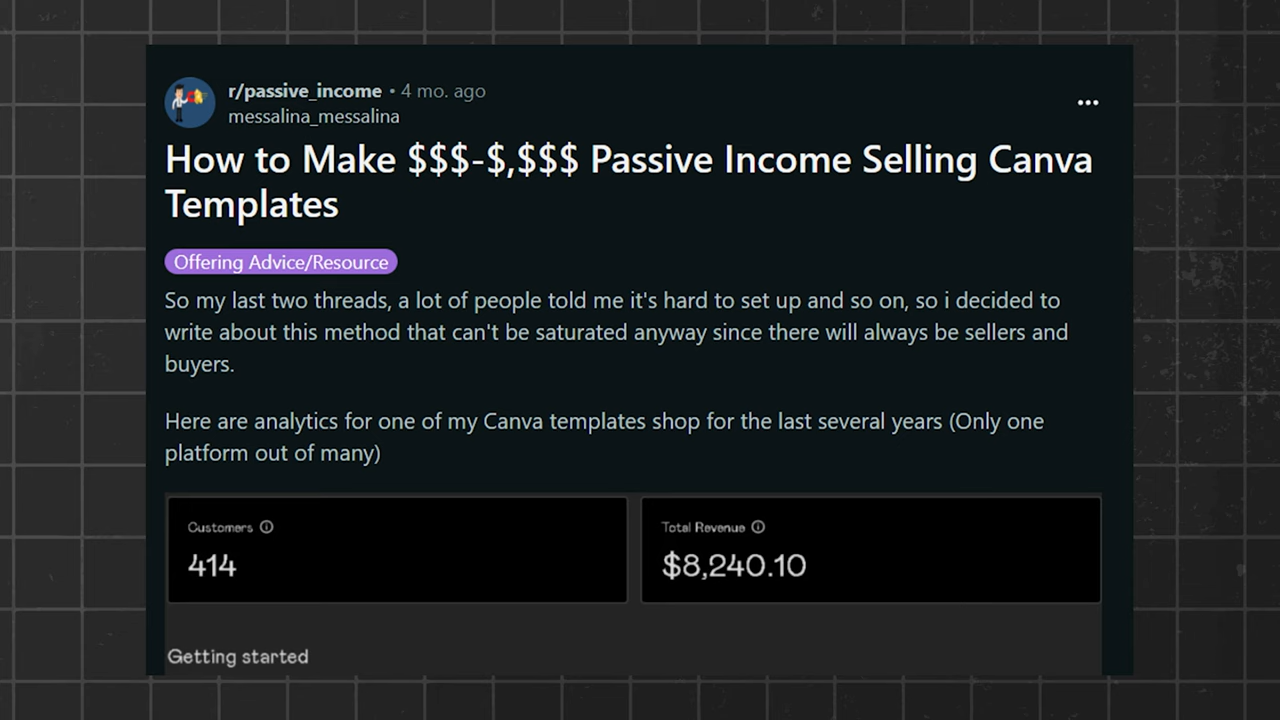 r/passive_income • 4 mo. ago
messalina_messalina
How to Make $$$-$,$$$ Passive Income Selling Canva
Templates
Offering Advice/Resource
So my last two threads, a lot of people told me it's hard to set up and so on, so i decided to
write about this method that can't be saturated anyway since there will always be sellers and
buyers.
Here are analytics for one of my Canva templates shop for the last several years (Only one
platform out of many)
Customers
414
Total Revenue
$8,240.10
Getting started